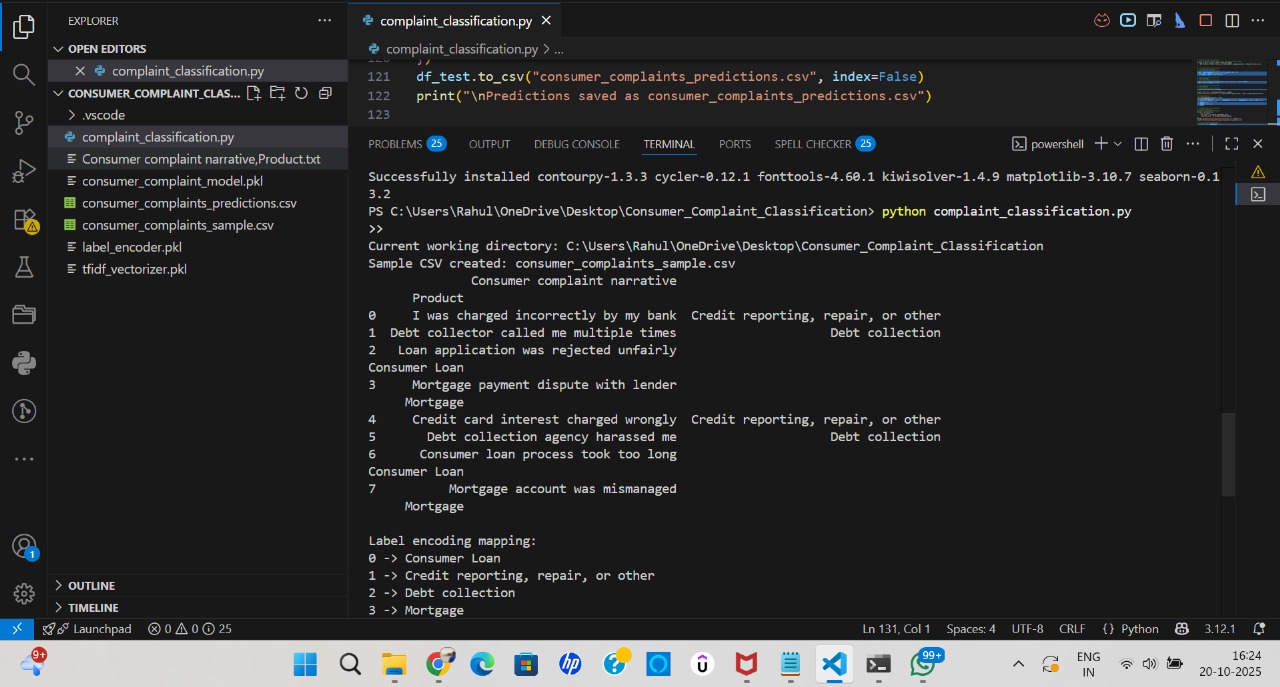 EXPLORER
OPEN EDITORS
complaint_classification.py
CONSUMER_COMPLAINT_CLAS...
.vscode
complaint_classification.py
Consumer complaint narrative,Product.txt
consumer_complaint_model.pkl
consumer_complaints_predictions.csv
consumer_complaints_sample.csv
label_encoder.pkl
tfidf_vectorizer.pkl
OUTLINE
TIMELINE
complaint_classification.py
complaint_classification.py > ...
121 df_test.to_csv("consumer_complaints_predictions.csv", index=False)
122 print("\nPredictions saved as consumer_complaints_predictions.csv")
123
PROBLEMS 25 OUTPUT DEBUG CONSOLE TERMINAL PORTS SPELL CHECKER 25 powershell
Successfully installed contourpy-1.3.3 cycler-0.12.1 fonttools-4.60.1 kiwisolver-1.4.9 matplotlib-3.10.7 seaborn-0.1
3.2
PS C:\Users\Rahul\OneDrive\Desktop\Consumer_Complaint_Classification> python complaint_classification.py
>>
Current working directory: C:\Users\Rahul\OneDrive\Desktop\Consumer_Complaint_Classification
Sample CSV created: consumer_complaints_sample.csv
Consumer complaint narrative
Product
0 I was charged incorrectly by my bank Credit reporting, repair, or other
1 Debt collector called me multiple times Debt collection
2 Loan application was rejected unfairly
Consumer Loan
3 Mortgage payment dispute with lender
Mortgage
4 Credit card interest charged wrongly Credit reporting, repair, or other
5 Debt collection agency harassed me Debt collection
6 Consumer loan process took too long
Consumer Loan
7 Mortgage account was mismanaged
Mortgage
Label encoding mapping:
0 -> Consumer Loan
1 -> Credit reporting, repair, or other
2 -> Debt collection
3 -> Mortgage
1
Launchpad 0 0 25 Ln 131, Col 1 Spaces: 4 UTF-8 CRLF {} Python 3.12.1
9+
99+
ENG
IN
16:24
20-10-2025